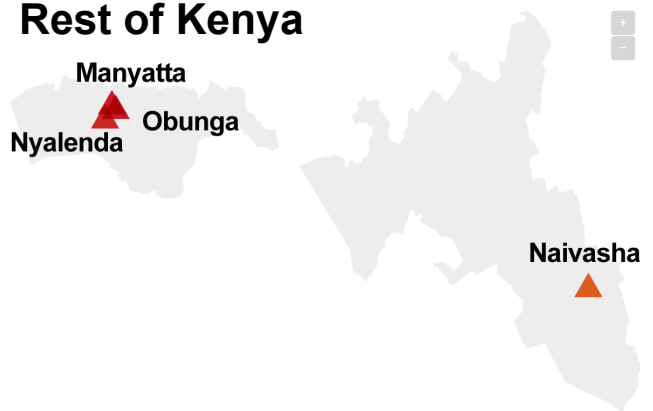 Rest of Kenya
+
−
Manyatta
Obunga
Nyalenda
Naivasha